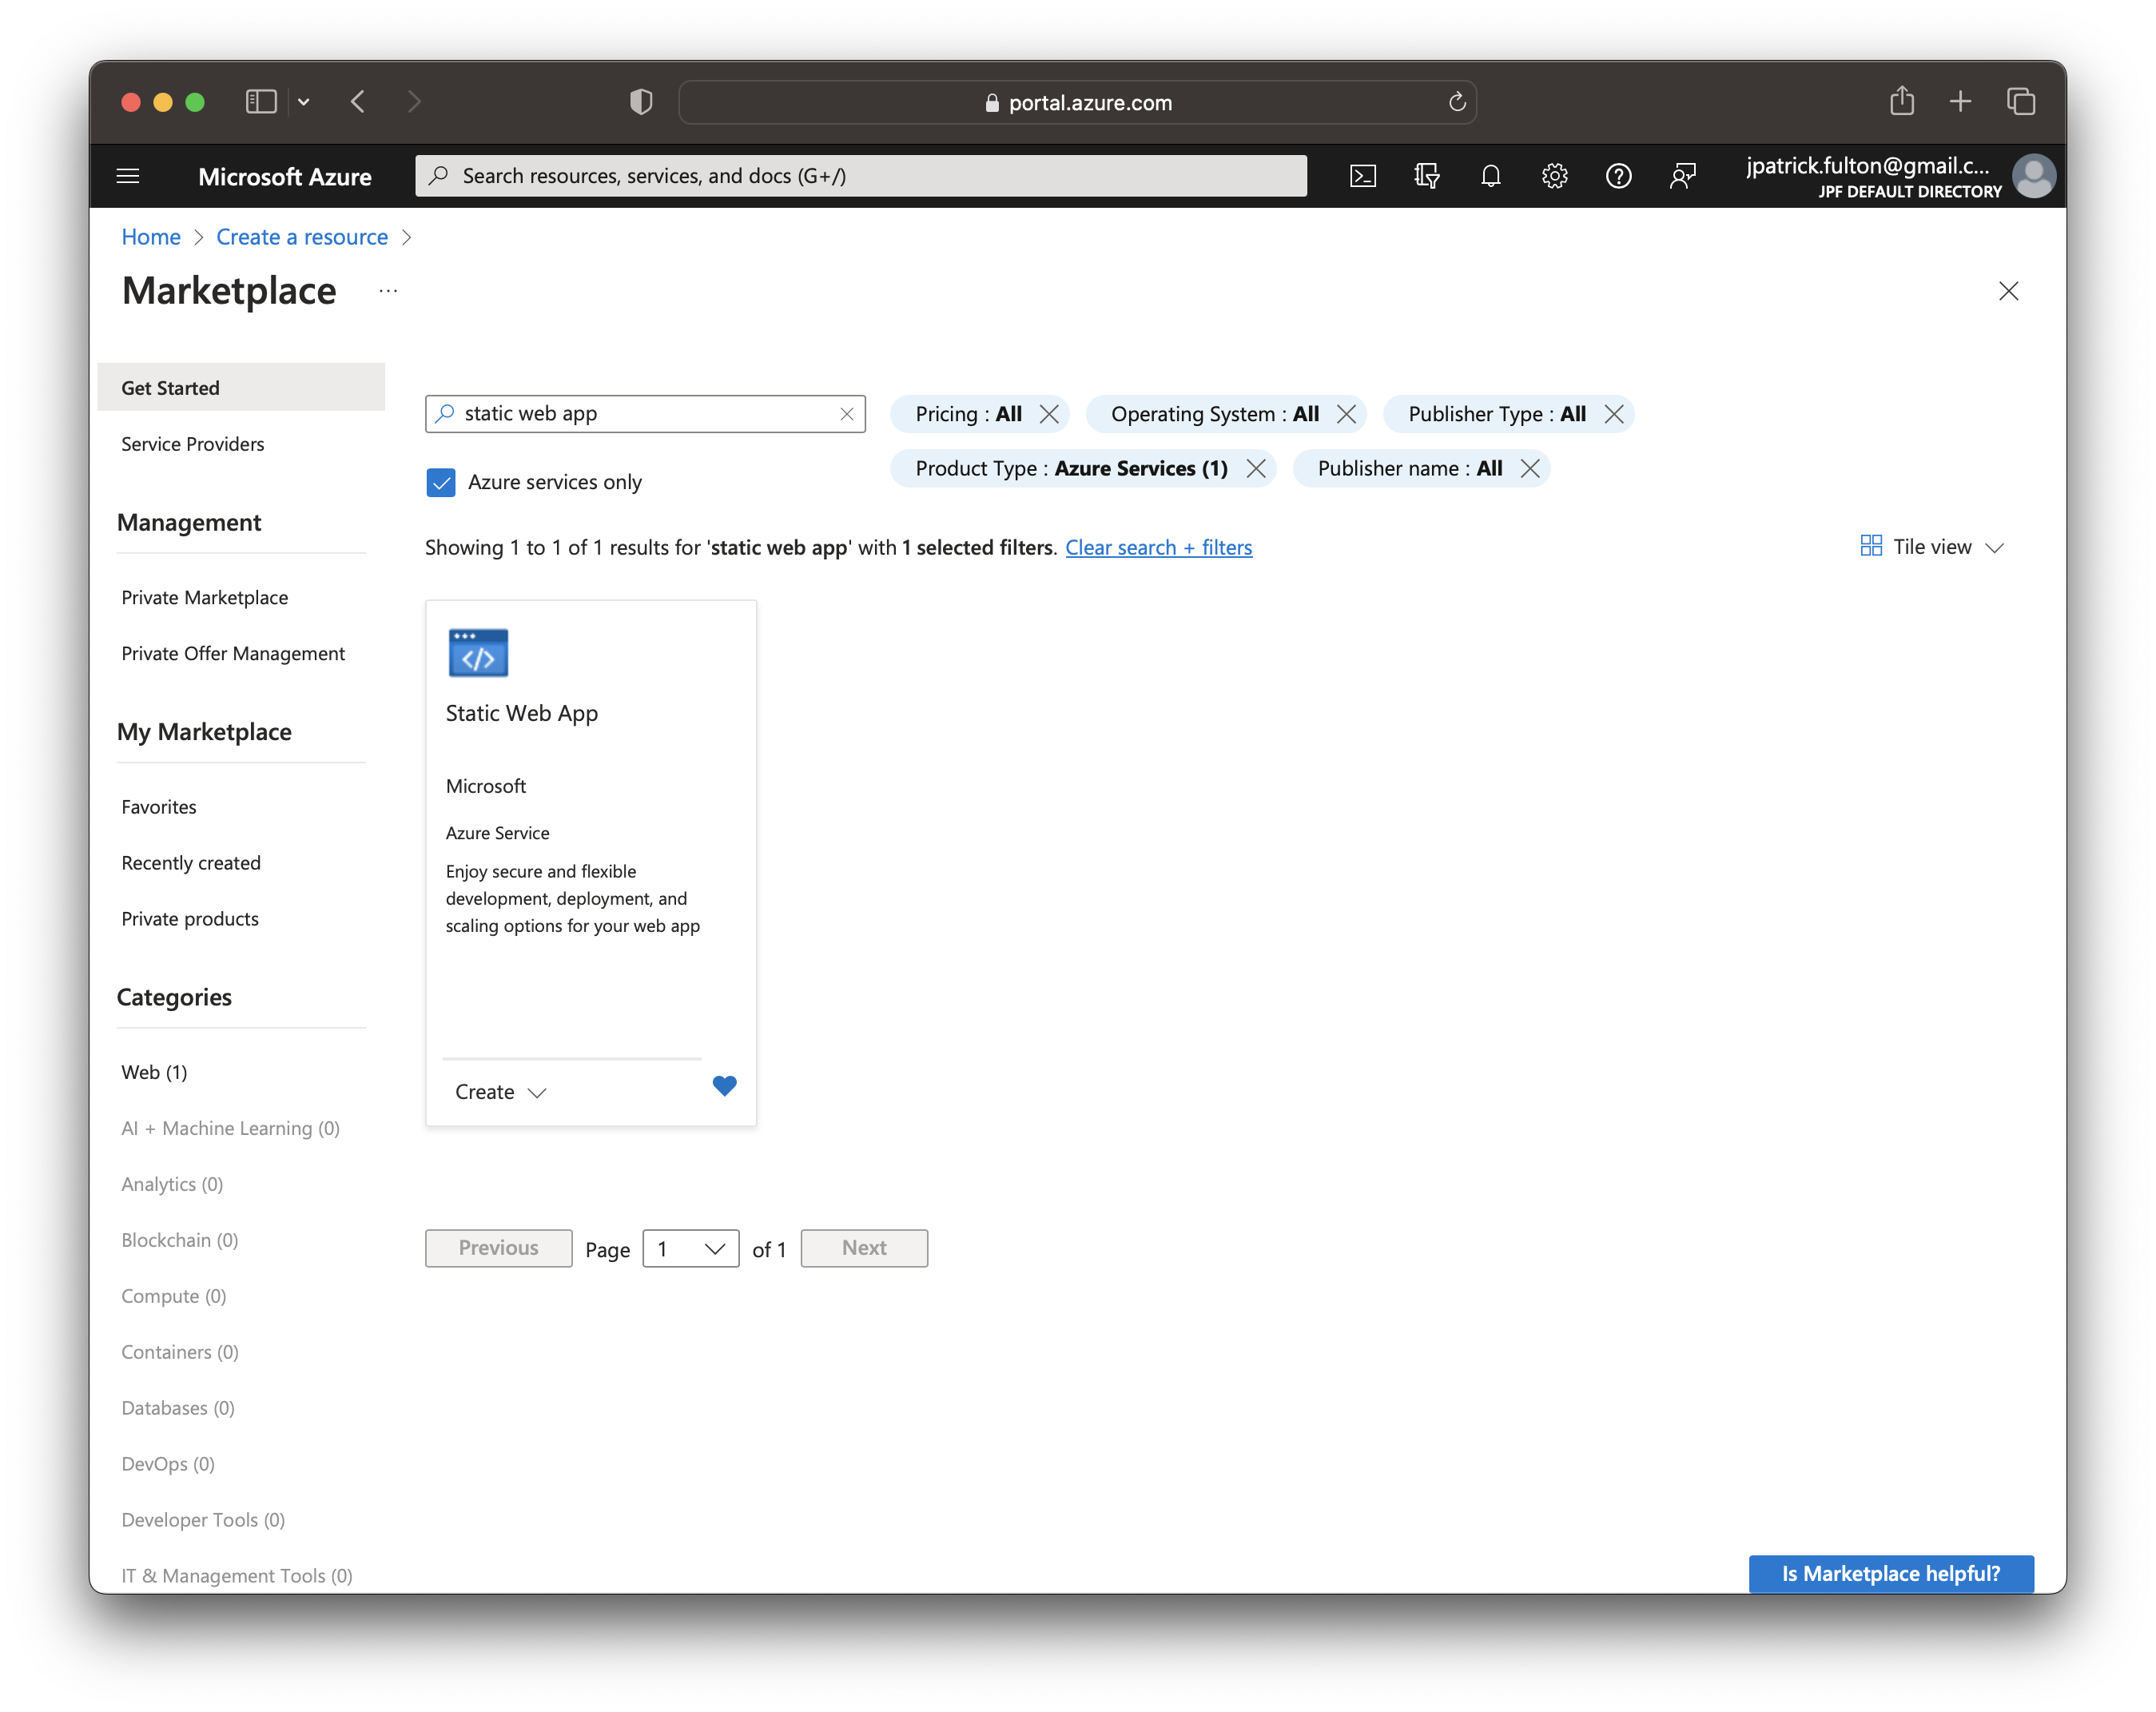 portal.azure.com
Microsoft Azure
Search resources, services, and docs (G+/)
jpatrick.fulton@gmail.c...
JPF DEFAULT DIRECTORY
Home > Create a resource >
Marketplace ...
Get Started
Service Providers
Management
Private Marketplace
Private Offer Management
My Marketplace
Favorites
Recently created
Private products
Categories
Web (1)
AI + Machine Learning (0)
Analytics (0)
Blockchain (0)
Compute (0)
Containers (0)
Databases (0)
DevOps (0)
Developer Tools (0)
IT & Management Tools (0)
static web app
Pricing : All
Operating System : All
Publisher Type : All
Product Type : Azure Services (1)
Publisher name : All
Azure services only
Showing 1 to 1 of 1 results for 'static web app' with 1 selected filters. Clear search + filters
Tile view
Static Web App
Microsoft
Azure Service
Enjoy secure and flexible
development, deployment, and
scaling options for your web app
Create
Previous Page 1 of 1 Next
Is Marketplace helpful?